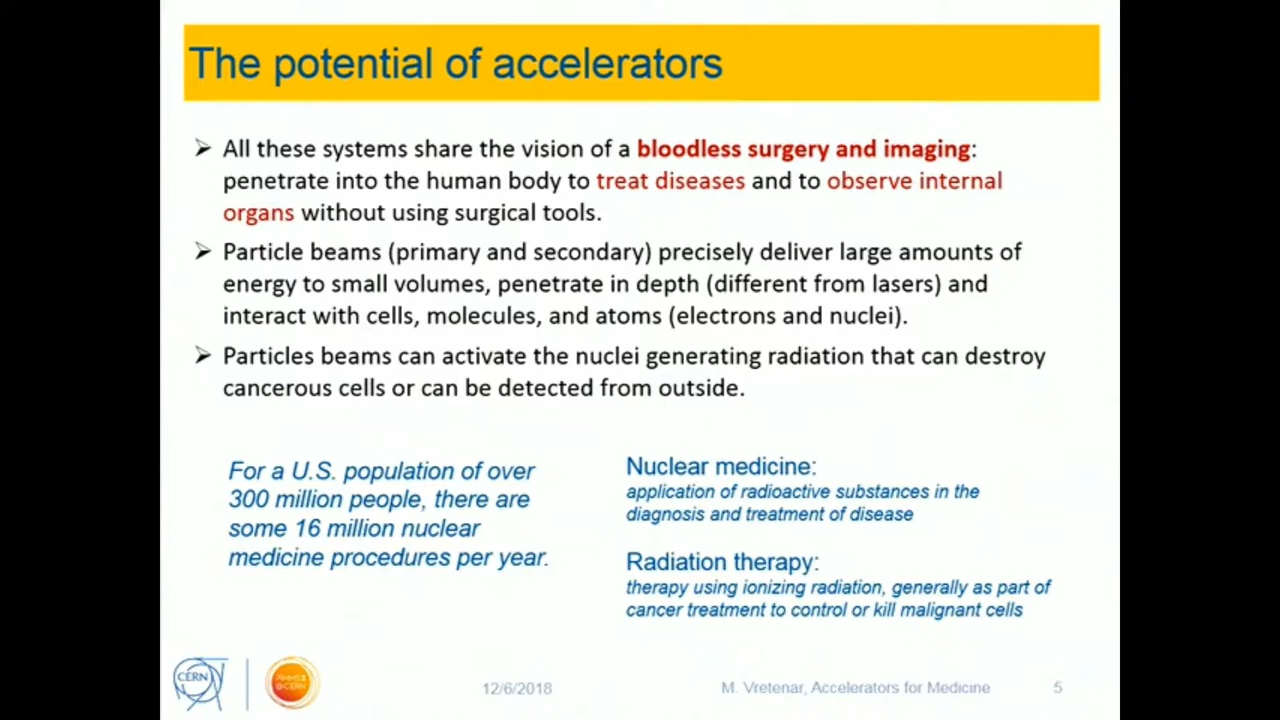 The potential of accelerators
➢ All these systems share the vision of a bloodless surgery and imaging:
penetrate into the human body to treat diseases and to observe internal
organs without using surgical tools.
➢ Particle beams (primary and secondary) precisely deliver large amounts of
energy to small volumes, penetrate in depth (different from lasers) and
interact with cells, molecules, and atoms (electrons and nuclei).
➢ Particles beams can activate the nuclei generating radiation that can destroy
cancerous cells or can be detected from outside.
For a U.S. population of over
300 million people, there are
some 16 million nuclear
medicine procedures per year.
Nuclear medicine:
application of radioactive substances in the
diagnosis and treatment of disease
Radiation therapy:
therapy using ionizing radiation, generally as part of
cancer treatment to control or kill malignant cells
CERN
12/6/2018
M. Vretenar, Accelerators for Medicine
5